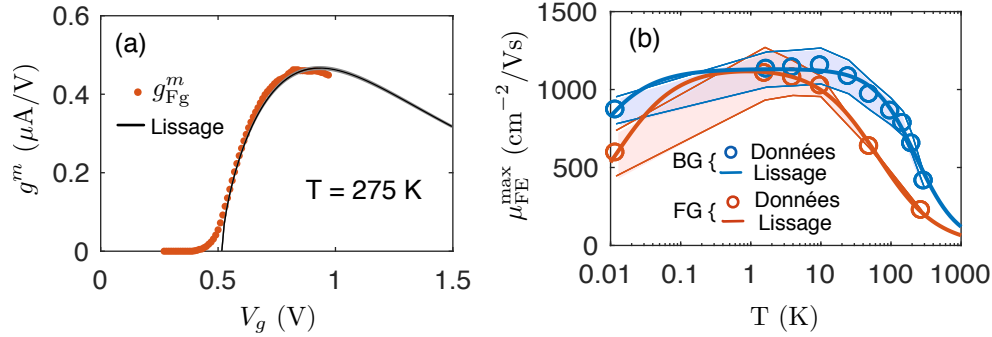 (a)
0.6
0.4
0.2
0
g^m (μA/V)
g^m_Fg
Lissage
T = 275 K
0 0.5 1 1.5
V_g (V)
(b)
1500
1000
500
0
μ^max_FE (cm^−2/Vs)
BG { Données
Lissage
FG { Données
Lissage
0.01 0.1 1 10 100 1000
T (K)